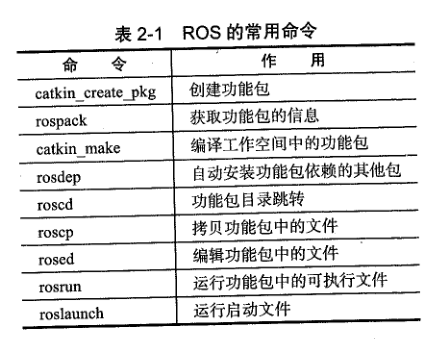 表 2-1 ROS 的常用命令
命 令 作 用
catkin_create_pkg 创建功能包
rospack 获取功能包的信息
catkin_make 编译工作空间中的功能包
rosdep 自动安装功能包依赖的其他包
roscd 功能包目录跳转
roscp 拷贝功能包中的文件
rosed 编辑功能包中的文件
rosrun 运行功能包中的可执行文件
roslaunch 运行启动文件